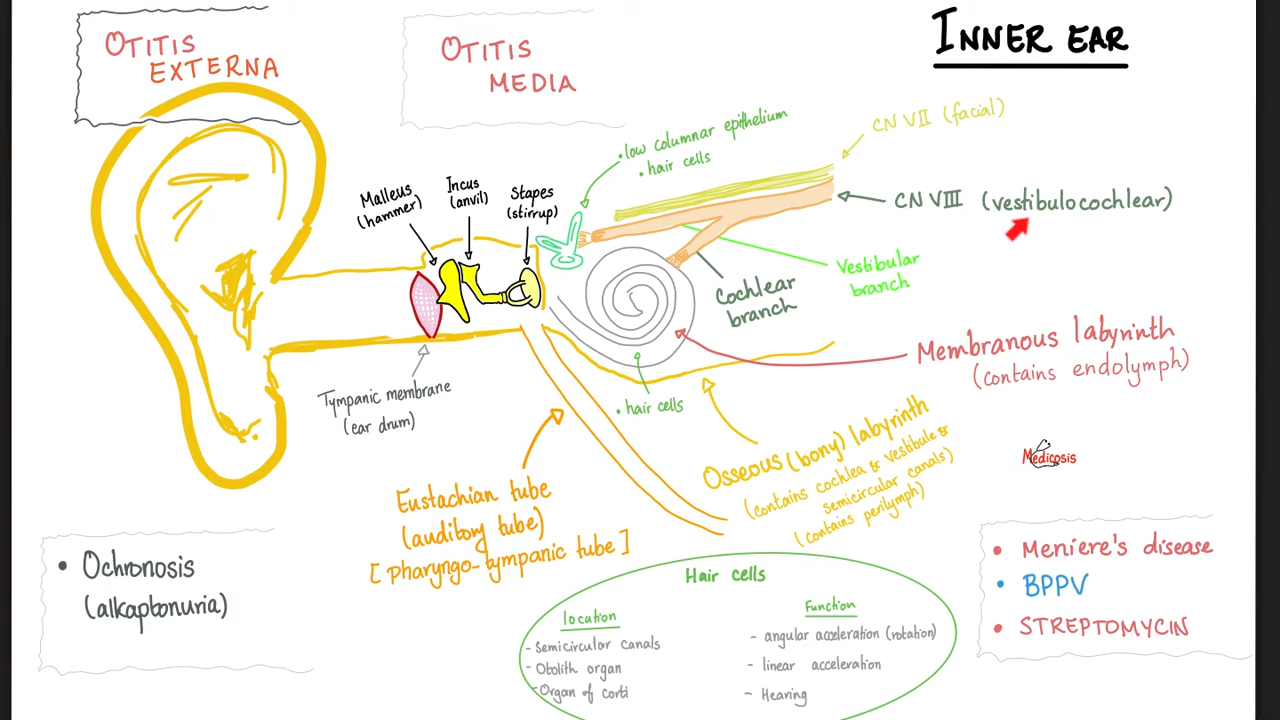 OTITIS
EXTERNA
OTITIS
MEDIA
INNER EAR
CN VII (facial)
• low columnar epithelium
• hair cells
CN VIII (vestibulocochlear)
Malleus
(hammer)
Incus
(anvil)
Stapes
(stirrup)
Vestibular
branch
Cochlear
branch
Membranous labyrinth
(contains endolymph)
Tympanic membrane
(ear drum)
• hair cells
Osseous (bony) labyrinth
(contains cochlea & vestibule &
semicircular canals)
(contains perilymph)
Medicosis
Eustachian tube
(auditory tube)
[pharyngo-tympanic tube]
• Ochronosis
(alkaptonuria)
Hair cells
location
- Semicircular canals
- Otolith organ
- Organ of corti
Function
- angular acceleration (rotation)
- linear acceleration
- Hearing
• Meniere's disease
• BPPV
• STREPTOMYCIN